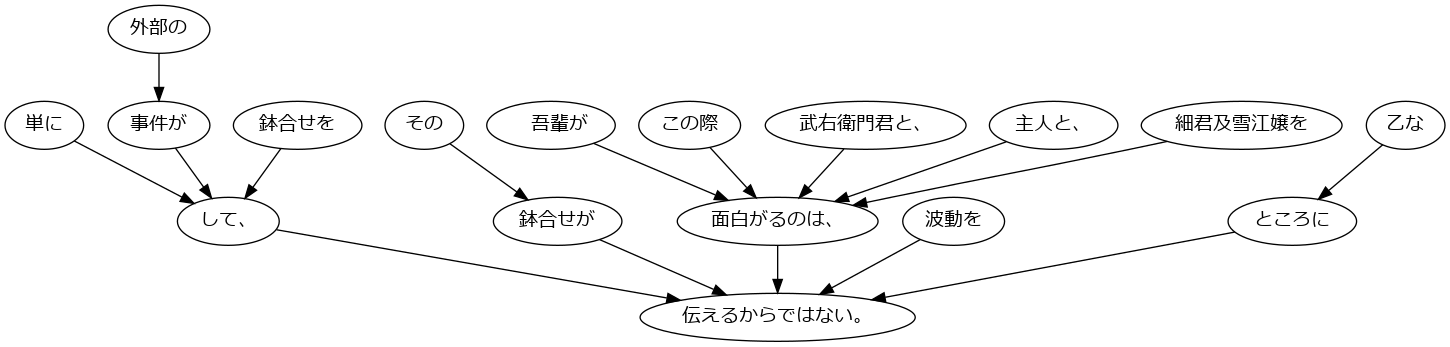 外部の
単に
事件が
鉢合せを
その
吾輩が
この際
武右衛門君と、
主人と、
細君及雪江嬢を
乙な
して、
鉢合せが
面白がるのは、
波動を
ところに
伝えるからではない。